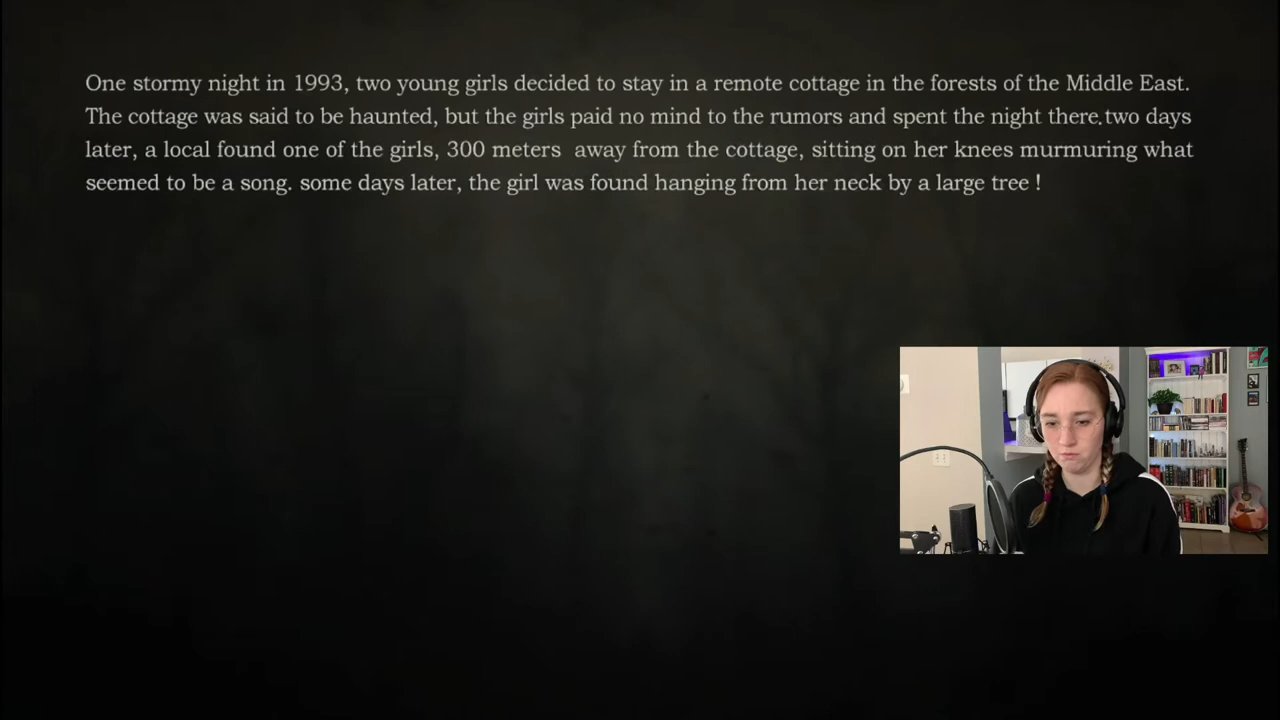 One stormy night in 1993, two young girls decided to stay in a remote cottage in the forests of the Middle East.
The cottage was said to be haunted, but the girls paid no mind to the rumors and spent the night there.two days
later, a local found one of the girls, 300 meters  away from the cottage, sitting on her knees murmuring what
seemed to be a song. some days later, the girl was found hanging from her neck by a large tree !